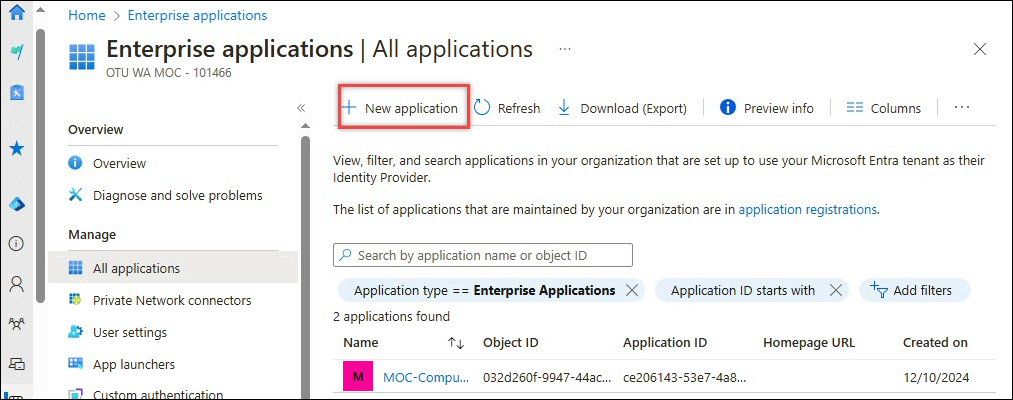 Home > Enterprise applications
Enterprise applications | All applications ...
OTU WA MOC - 101466
«
Overview
Overview
Diagnose and solve problems
Manage
All applications
Private Network connectors
User settings
App launchers
Custom authentication
+ New application
Refresh
Download (Export)
Preview info
Columns
...
View, filter, and search applications in your organization that are set up to use your Microsoft Entra tenant as their
Identity Provider.
The list of applications that are maintained by your organization are in application registrations.
Search by application name or object ID
Application type == Enterprise Applications
Application ID starts with
Add filters
2 applications found
Name ↑↓ Object ID Application ID Homepage URL Created on
M MOC-Compu... 032d260f-9947-44ac... ce206143-53e7-4a8... 12/10/2024